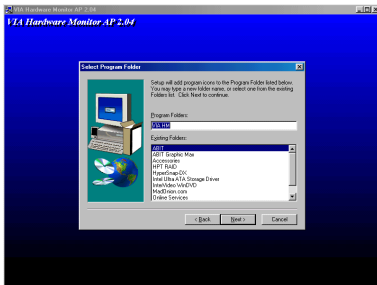 VIA Hardware Monitor AP 2.04
VIA Hardware Monitor AP 2.04
Select Program Folder
Setup will add program icons to the Program Folder listed below.
You may type a new folder name, or select one from the existing
Folders list. Click Next to continue.
Program Folders:
VIA HM
Existing Folders:
ABIT
ABIT Graphic Max
Accessories
HPT RAID
HyperSnap-DX
Intel Ultra ATA Storage Driver
InterVideo WinDVD
MadOnion.com
Online Services
< Back
Next >
Cancel